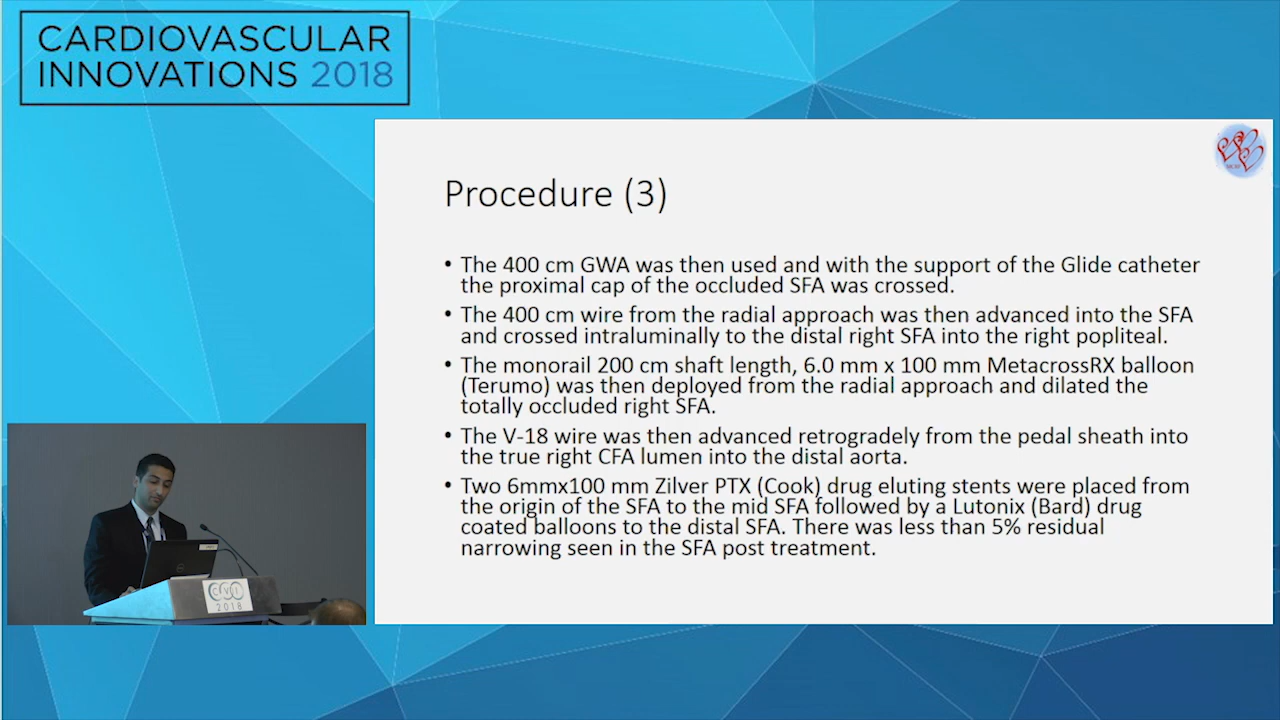 CARDIOVASCULAR
INNOVATIONS 2018
Procedure (3)
• The 400 cm GWA was then used and with the support of the Glide catheter
the proximal cap of the occluded SFA was crossed.
• The 400 cm wire from the radial approach was then advanced into the SFA
and crossed intraluminally to the distal right SFA into the right popliteal.
• The monorail 200 cm shaft length, 6.0 mm x 100 mm MetacrossRX balloon
(Terumo) was then deployed from the radial approach and dilated the
totally occluded right SFA.
• The V-18 wire was then advanced retrogradely from the pedal sheath into
the true right CFA lumen into the distal aorta.
• Two 6mmx100 mm Zilver PTX (Cook) drug eluting stents were placed from
the origin of the SFA to the mid SFA followed by a Lutonix (Bard) drug
coated balloons to the distal SFA. There was less than 5% residual
narrowing seen in the SFA post treatment.
CVI
2018